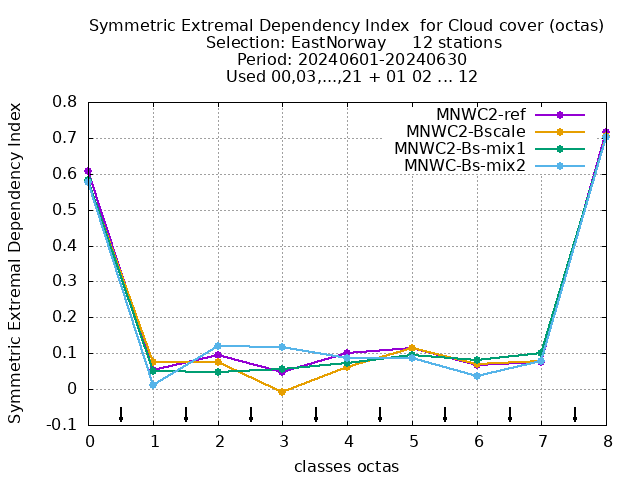 Symmetric Extremal Dependency Index  for Cloud cover (octas)
Selection: EastNorway     12 stations
Period: 20240601-20240630
Used 00,03,...,21 + 01 02 ... 12
Symmetric Extremal Dependency Index
0.8
0.7
0.6
0.5
0.4
0.3
0.2
0.1
0
-0.1
MNWC2-ref
MNWC2-Bscale
MNWC2-Bs-mix1
MNWC-Bs-mix2
0 1 2 3 4 5 6 7 8
classes octas